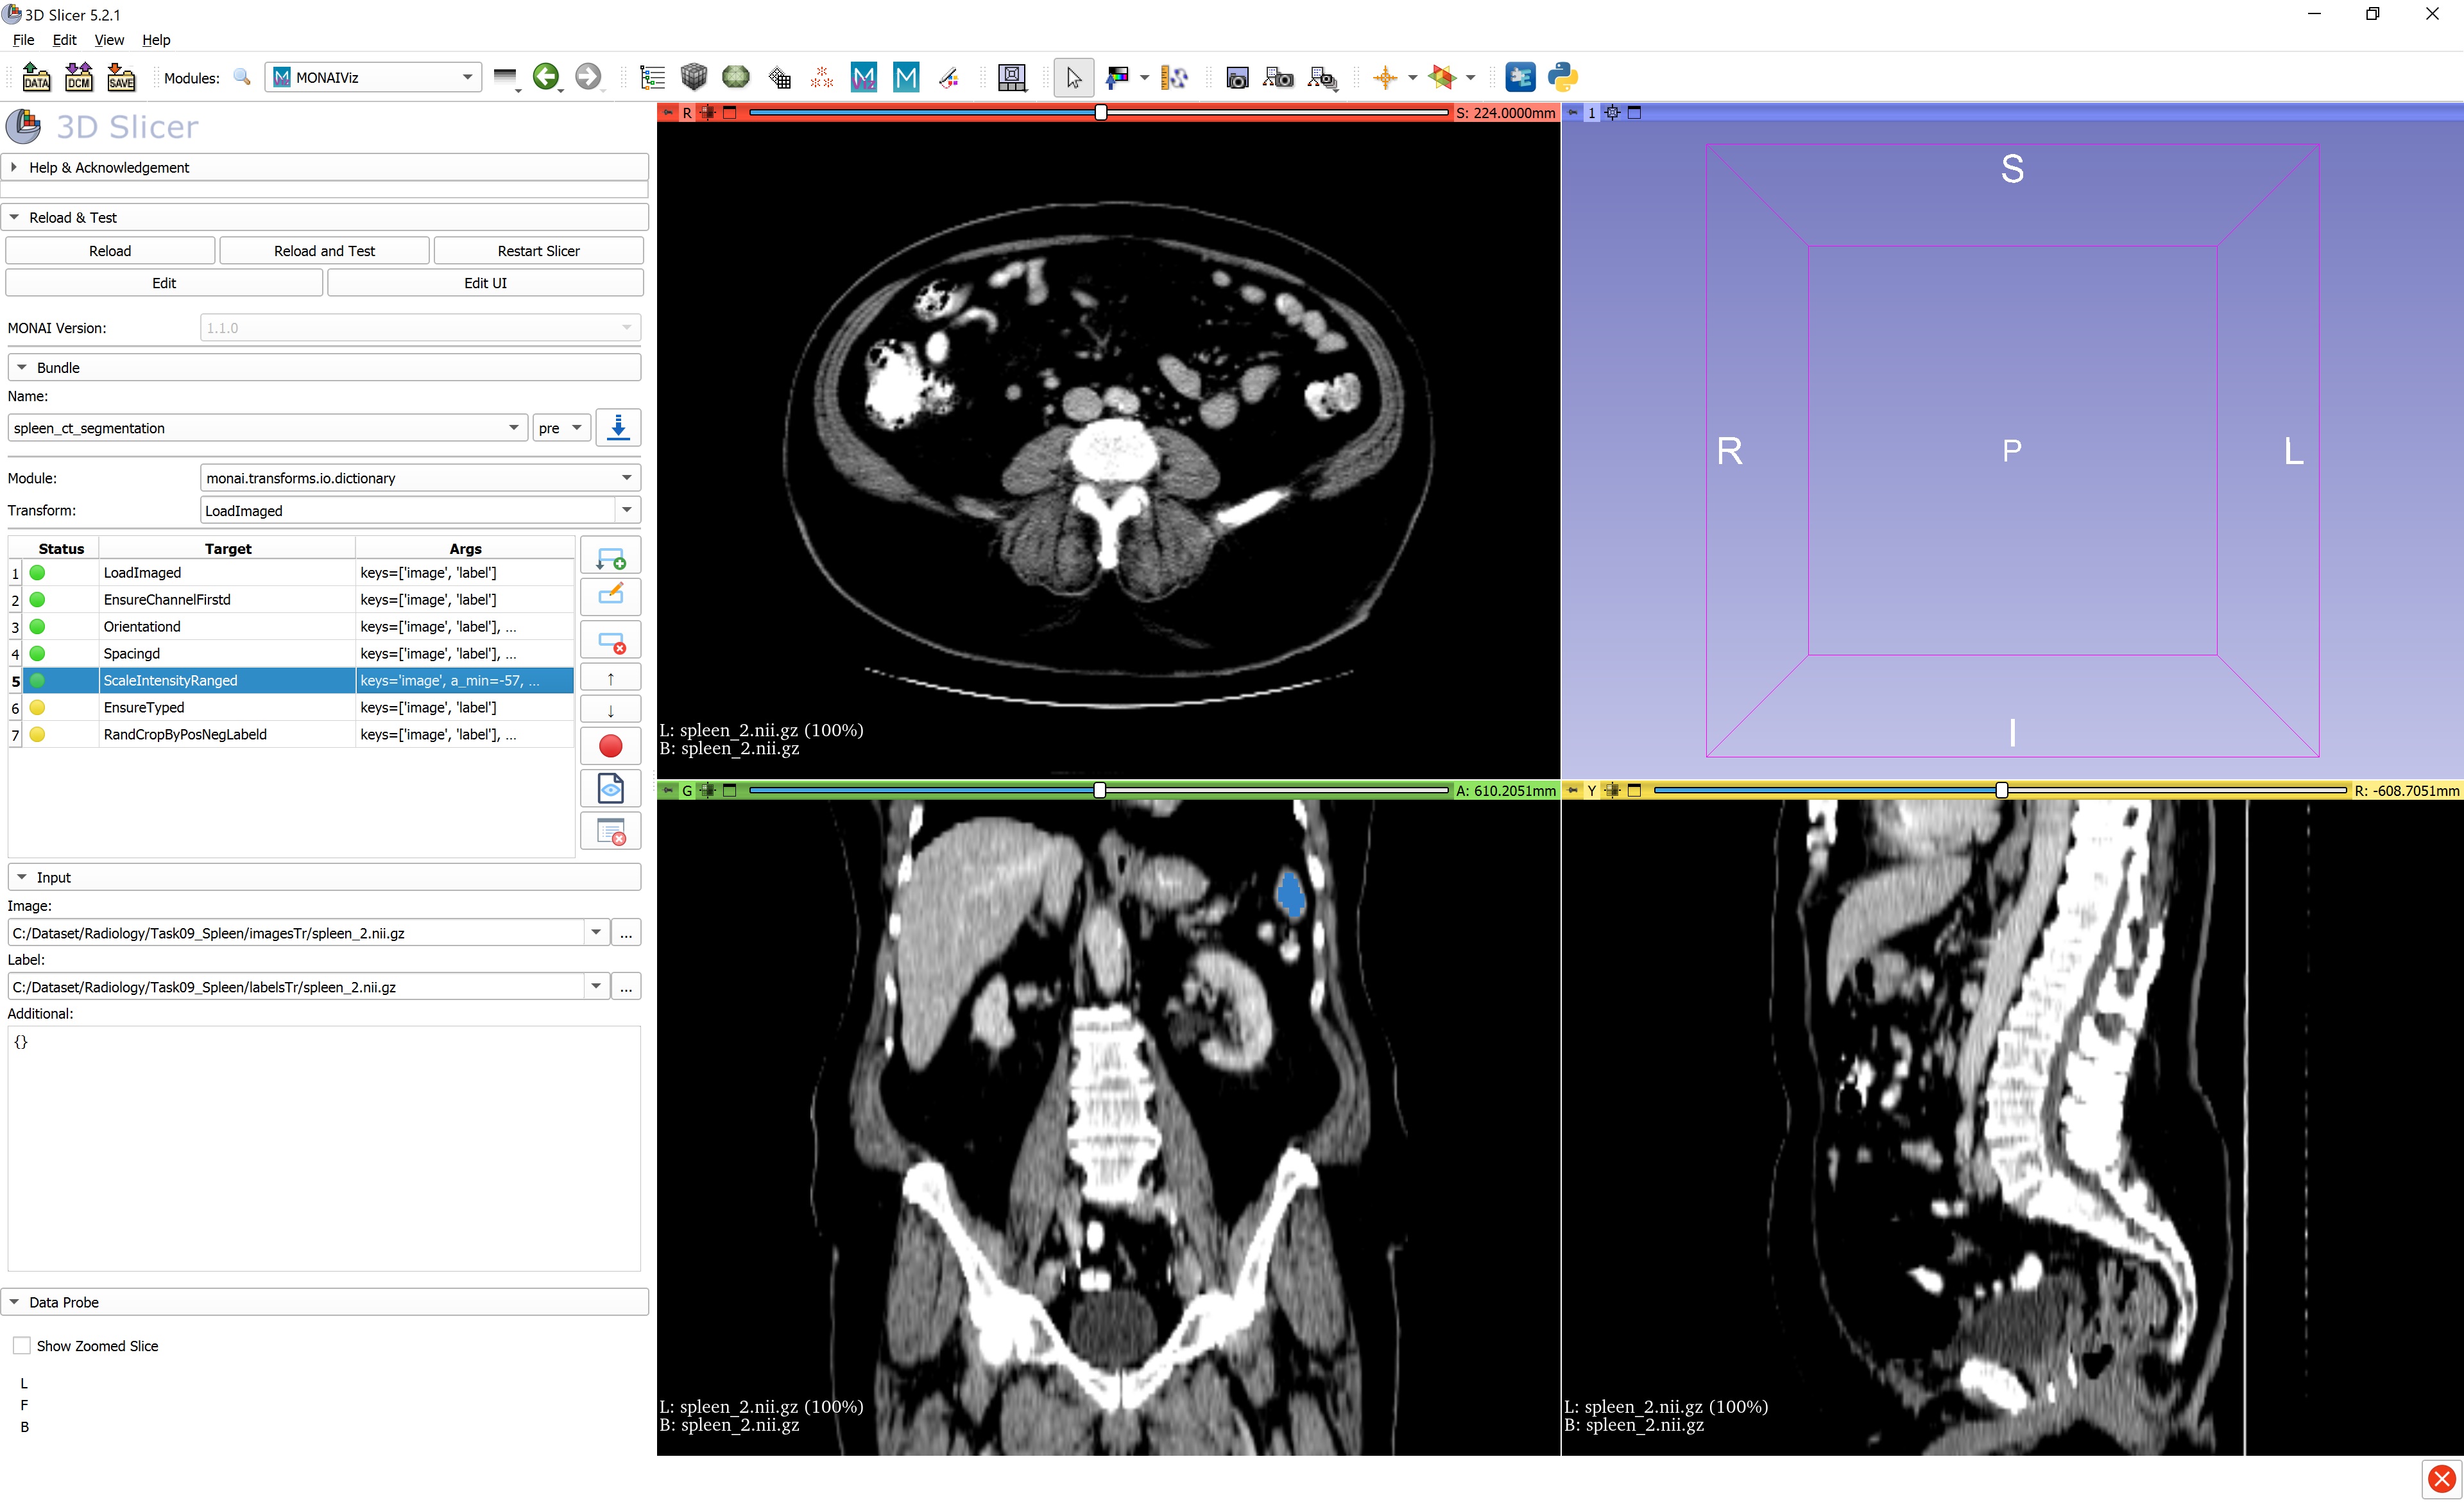 3D Slicer 5.2.1
File Edit View Help
DATA DCM SAVE Modules: MONAIViz
3D Slicer
Help & Acknowledgement
Reload & Test
Reload Reload and Test Restart Slicer
Edit Edit UI
MONAI Version: 1.1.0
Bundle
Name:
spleen_ct_segmentation pre
Module: monai.transforms.io.dictionary
Transform: LoadImaged
Status Target Args
1 LoadImaged keys=['image', 'label']
2 EnsureChannelFirstd keys=['image', 'label']
3 Orientationd keys=['image', 'label'], ...
4 Spacingd keys=['image', 'label'], ...
5 ScaleIntensityRanged keys='image', a_min=-57, ...
6 EnsureTyped keys=['image', 'label']
7 RandCropByPosNegLabeld keys=['image', 'label'], ...
Input
Image:
C:/Dataset/Radiology/Task09_Spleen/imagesTr/spleen_2.nii.gz ...
Label:
C:/Dataset/Radiology/Task09_Spleen/labelsTr/spleen_2.nii.gz ...
Additional:
{}
Data Probe
Show Zoomed Slice
L
F
B
R S: 224.0000mm
L: spleen_2.nii.gz (100%)
B: spleen_2.nii.gz
1
S
R P L
I
G A: 610.2051mm
L: spleen_2.nii.gz (100%)
B: spleen_2.nii.gz
Y R: -608.7051mm
L: spleen_2.nii.gz (100%)
B: spleen_2.nii.gz